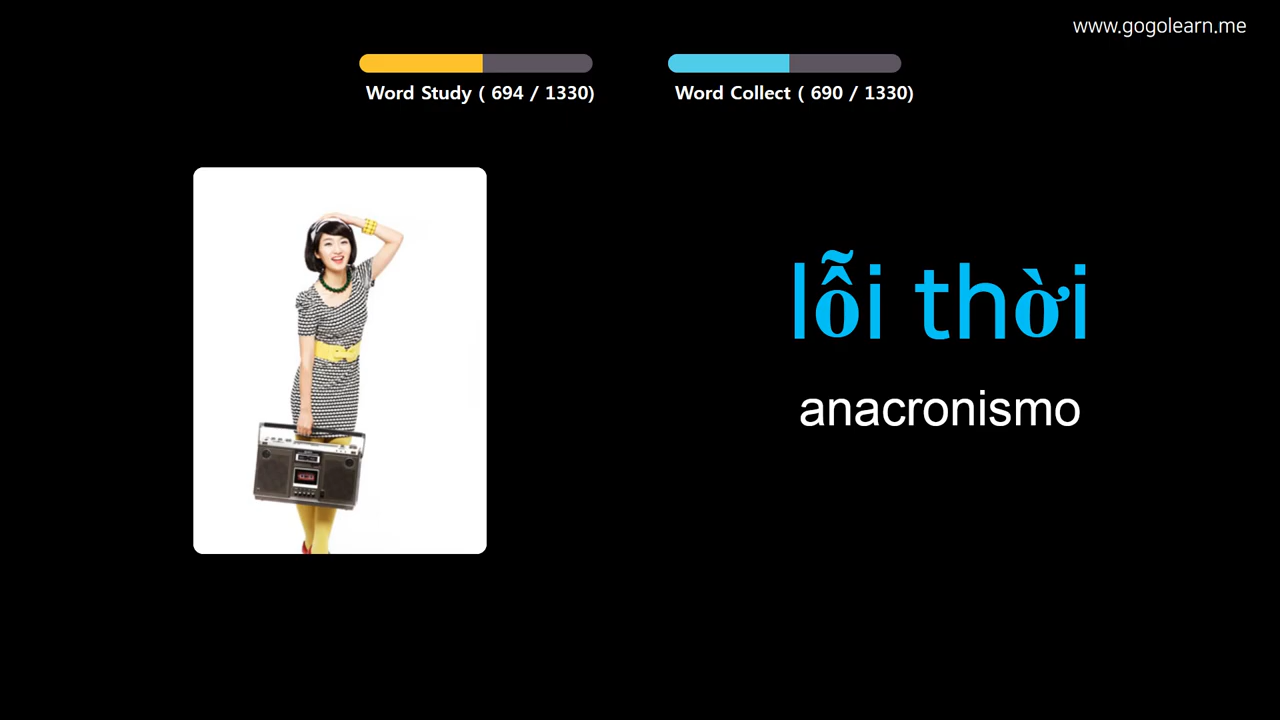 www.gogolearn.me
Word Study ( 694 / 1330)
Word Collect ( 690 / 1330)
lỗi thời
anacronismo